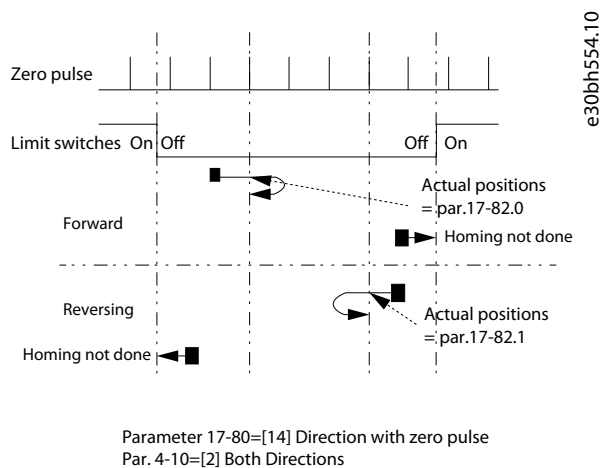 e30bh554.10
Zero pulse
Limit switches On Off Off On
Actual positions
= par.17-82.0
Forward
Homing not done
Reversing
Actual positions
= par.17-82.1
Homing not done
Parameter 17-80=[14] Direction with zero pulse
Par. 4-10=[2] Both Directions